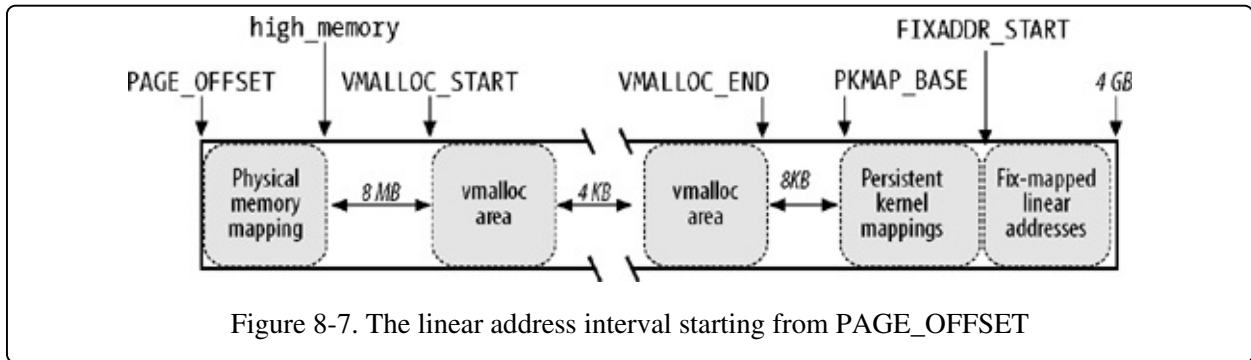 high_memory
FIXADDR_START
PAGE_OFFSET
VMALLOC_START
VMALLOC_END
PKMAP_BASE
4 GB
Physical
memory
mapping
8 MB
vmalloc
area
4 KB
vmalloc
area
8KB
Persistent
kernel
mappings
Fix-mapped
linear
addresses
Figure 8-7. The linear address interval starting from PAGE_OFFSET